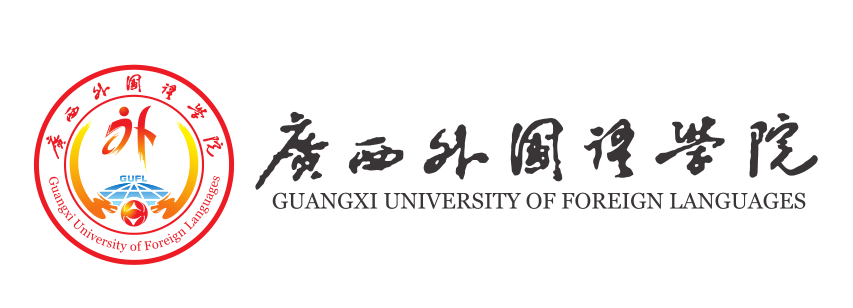 廣西外國語學院
外
GUFL
Guangxi University of Foreign Languages
廣西外國語學院
GUANGXI UNIVERSITY OF FOREIGN LANGUAGES